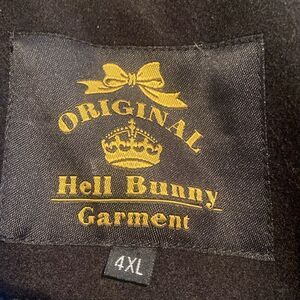 ORIGINAL
Hell Bunny
Garment
4XL